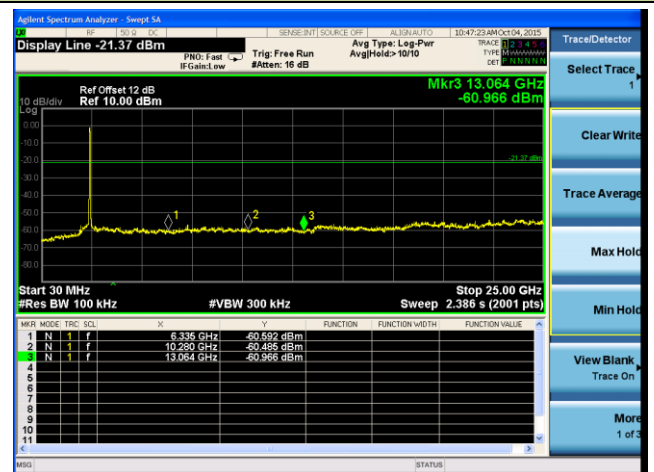 Agilent Spectrum Analyzer - Swept SA
RF 50 Ω DC SENSE:INT SOURCE OFF ALIGNAUTO 10:47:23 AM Oct 04, 2015
Display Line -21.37 dBm
PNO: Fast
IFGain:Low
Trig: Free Run
#Atten: 16 dB
Avg Type: Log-Pwr
Avg|Hold:>10/10
TRACE 1 2 3 4 5 6
TYPE M
DET P N N N N N
Trace/Detector
Select Trace
1
Clear Write
Trace Average
Max Hold
Min Hold
View Blank
Trace On
More
1 of 3
Mkr3 13.064 GHz
-60.966 dBm
Ref Offset 12 dB
10 dB/div Ref 10.00 dBm
Log
0.00
-10.0
-20.0
-21.37 dBm
-30.0
-40.0
-50.0
-60.0
-70.0
-80.0
1
2
3
Start 30 MHz Stop 25.00 GHz
#Res BW 100 kHz #VBW 300 kHz Sweep 2.386 s (2001 pts)
MKR MODE TRC SCL X Y FUNCTION FUNCTION WIDTH FUNCTION VALUE
1 N 1 f 6.335 GHz -60.592 dBm
2 N 1 f 10.280 GHz -60.485 dBm
3 N 1 f 13.064 GHz -60.966 dBm
4
5
6
7
8
9
10
11
MSG STATUS